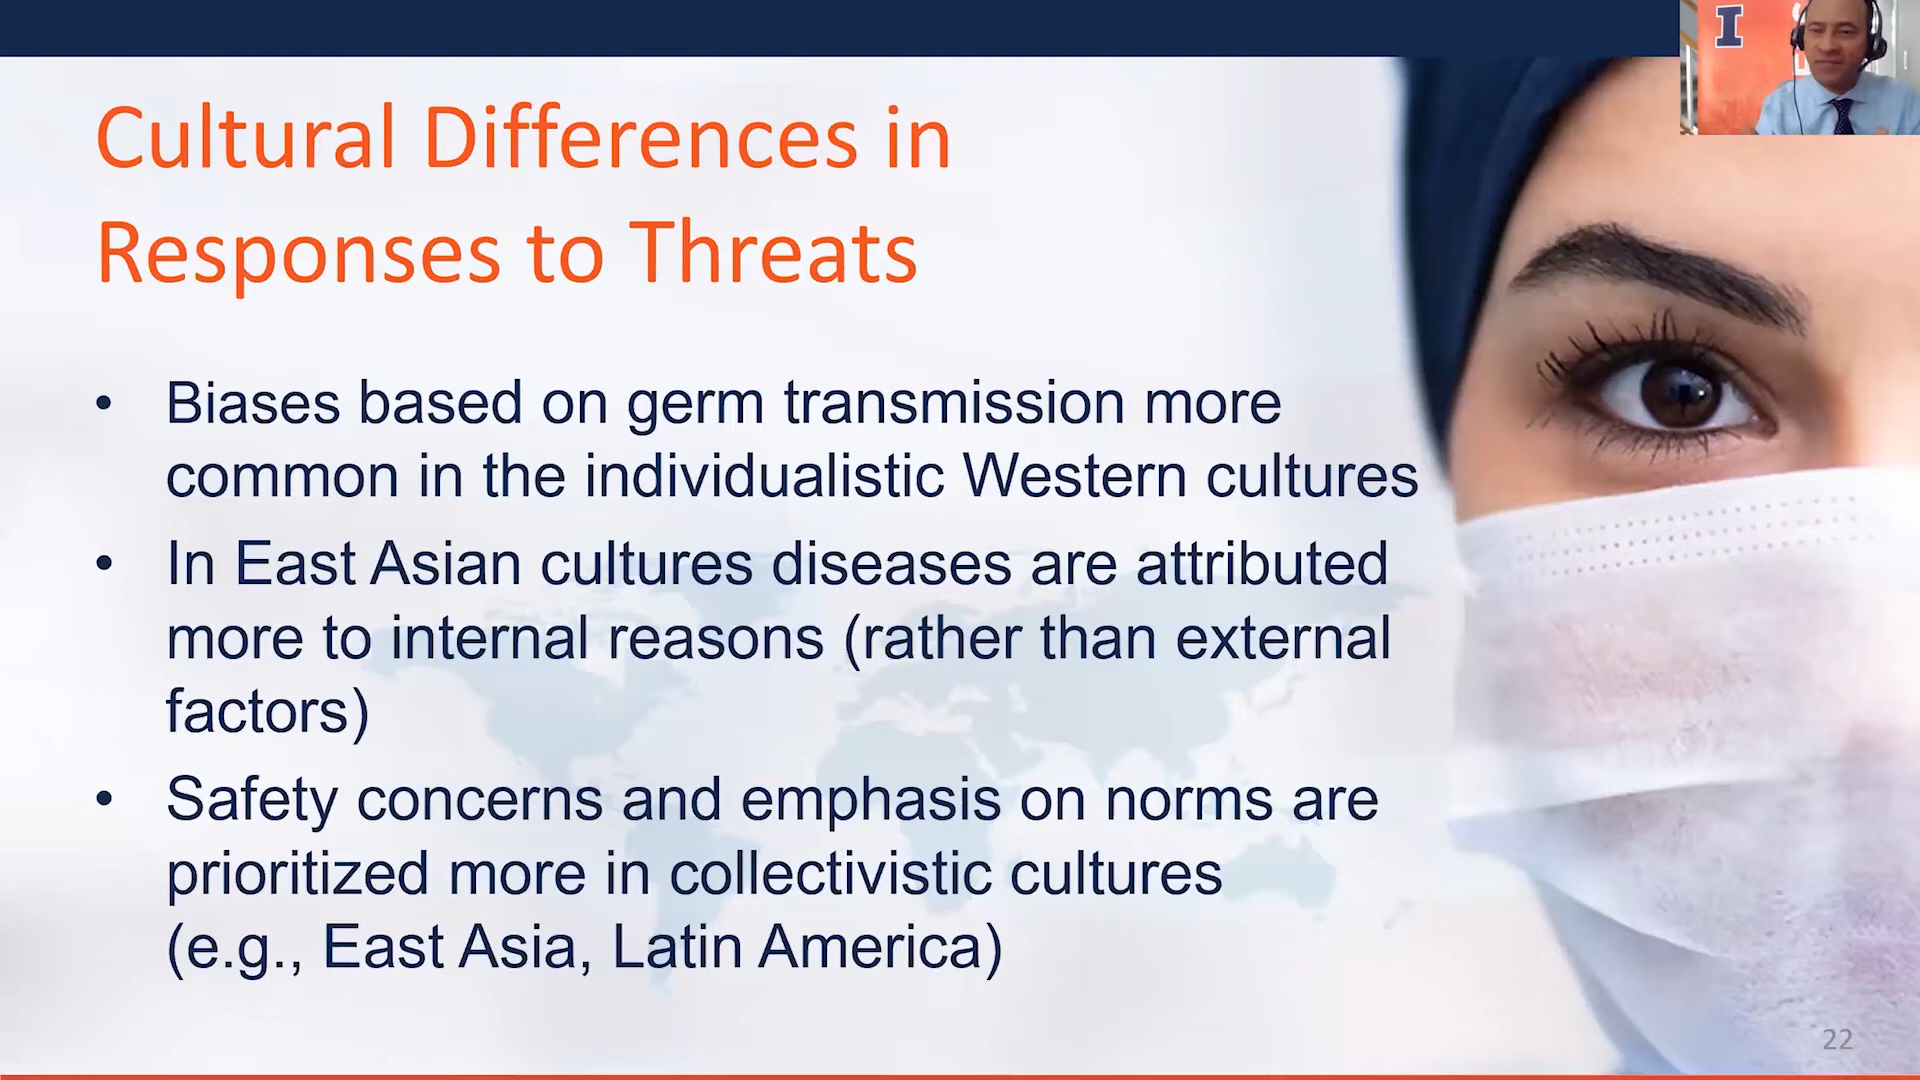 I
Cultural Differences in
Responses to Threats
• Biases based on germ transmission more
common in the individualistic Western cultures
• In East Asian cultures diseases are attributed
more to internal reasons (rather than external
factors)
• Safety concerns and emphasis on norms are
prioritized more in collectivistic cultures
(e.g., East Asia, Latin America)
22